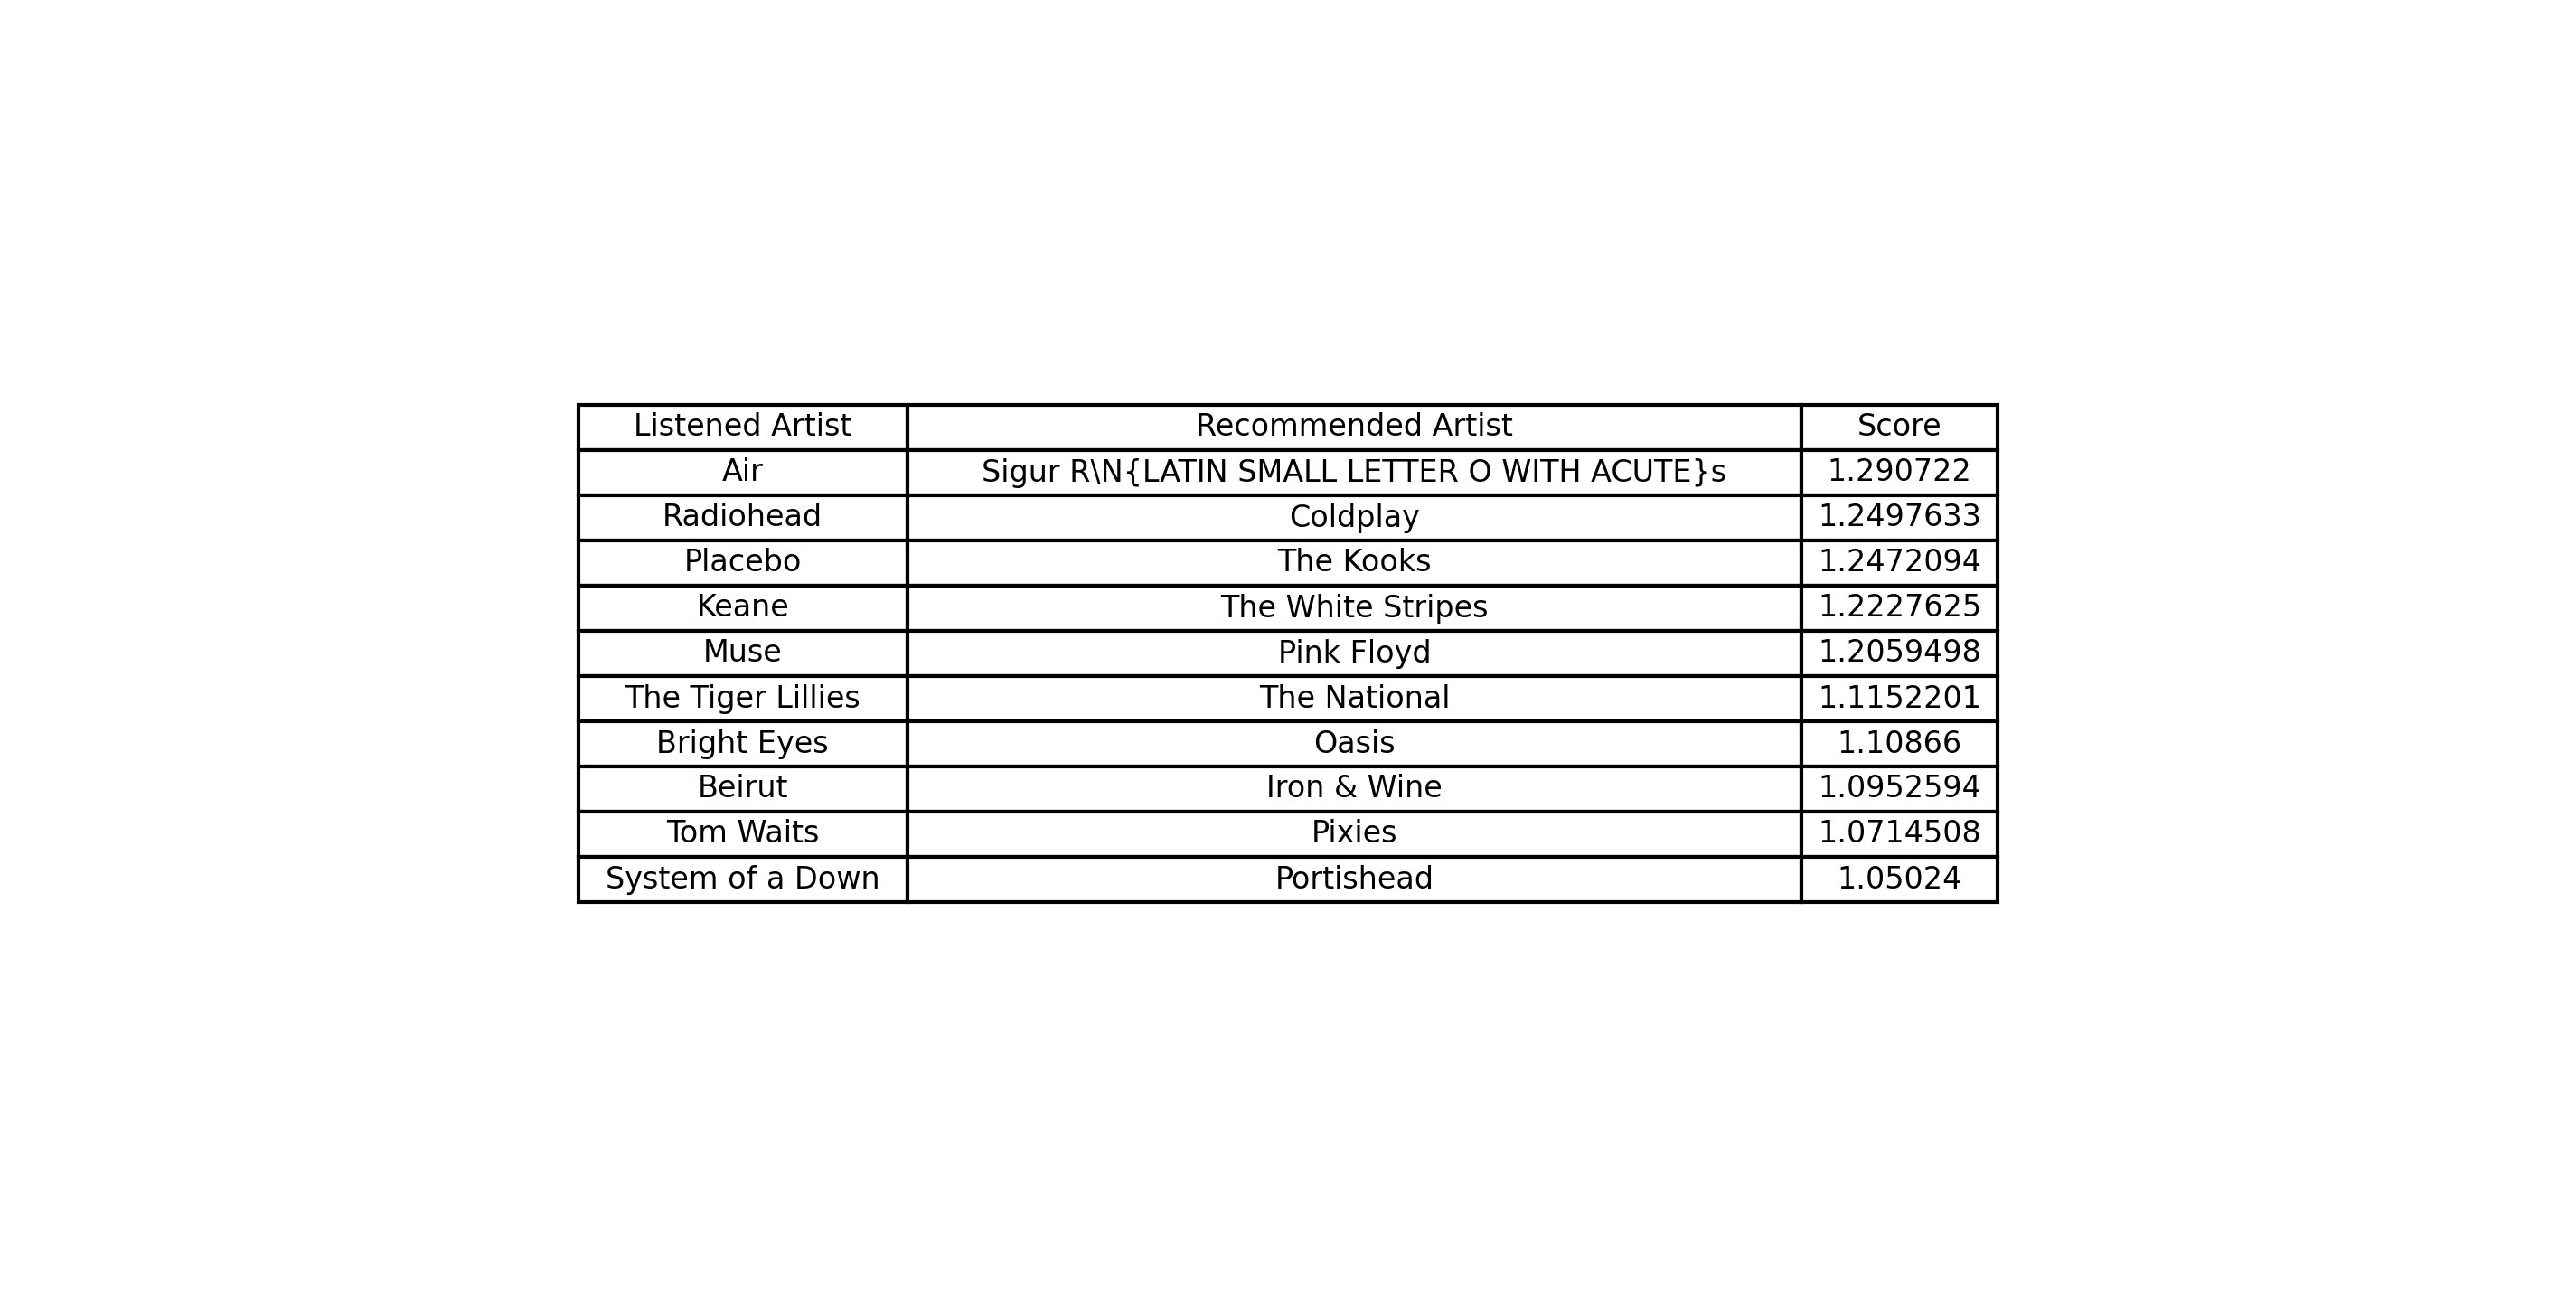 Listened Artist Recommended Artist Score
Air Sigur R\N{LATIN SMALL LETTER O WITH ACUTE}s 1.290722
Radiohead Coldplay 1.2497633
Placebo The Kooks 1.2472094
Keane The White Stripes 1.2227625
Muse Pink Floyd 1.2059498
The Tiger Lillies The National 1.1152201
Bright Eyes Oasis 1.10866
Beirut Iron & Wine 1.0952594
Tom Waits Pixies 1.0714508
System of a Down Portishead 1.05024